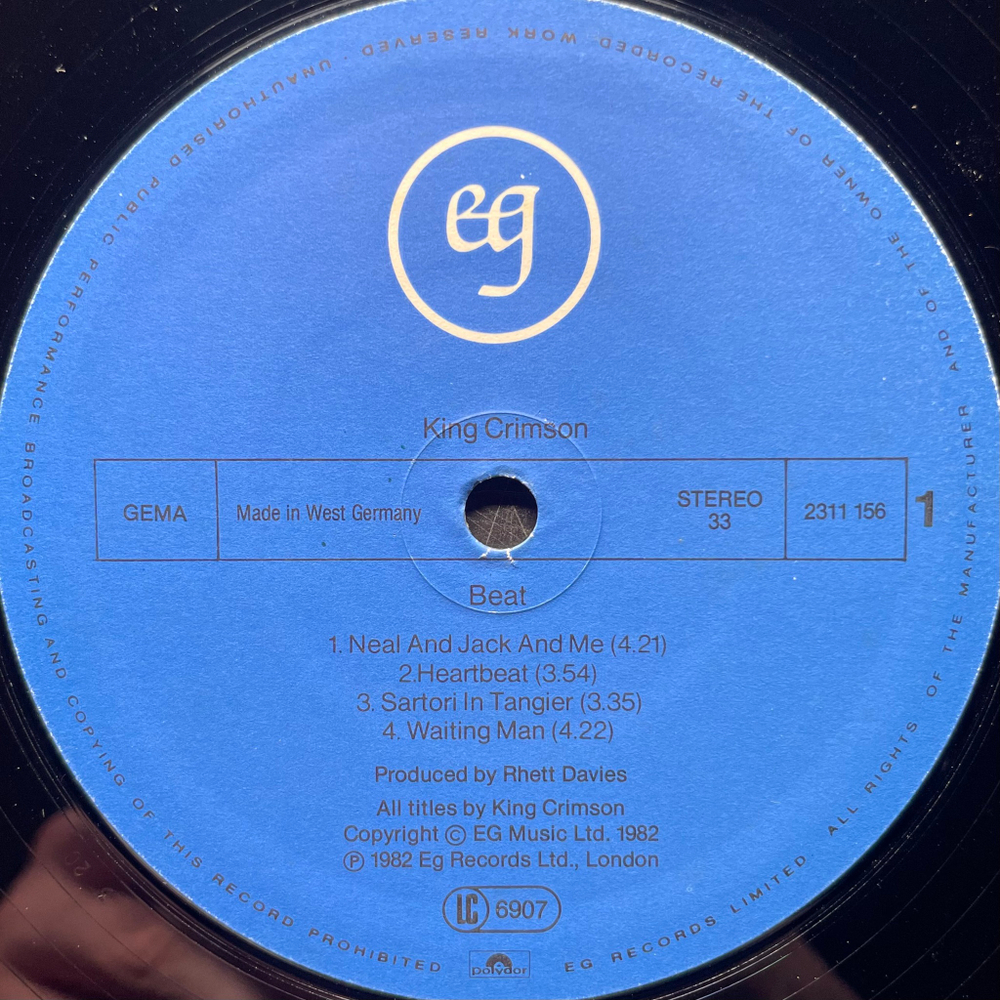 eg
King Crimson
GEMA
Made in West Germany
STEREO
33
2311 156
1
Beat
1. Neal And Jack And Me (4.21)
2.Heartbeat (3.54)
3. Sartori In Tangier (3.35)
4. Waiting Man (4.22)
Produced by Rhett Davies
All titles by King Crimson
Copyright © EG Music Ltd. 1982
℗ 1982 Eg Records Ltd., London
LC 6907
polydor
EG RECORDS LIMITED. ALL RIGHTS OF THE MANUFACTURER AND OF THE OWNER OF THE RECORDED WORK RESERVED · UNAUTHORISED PUBLIC PERFORMANCE BROADCASTING AND COPYING OF THIS RECORD PROHIBITED